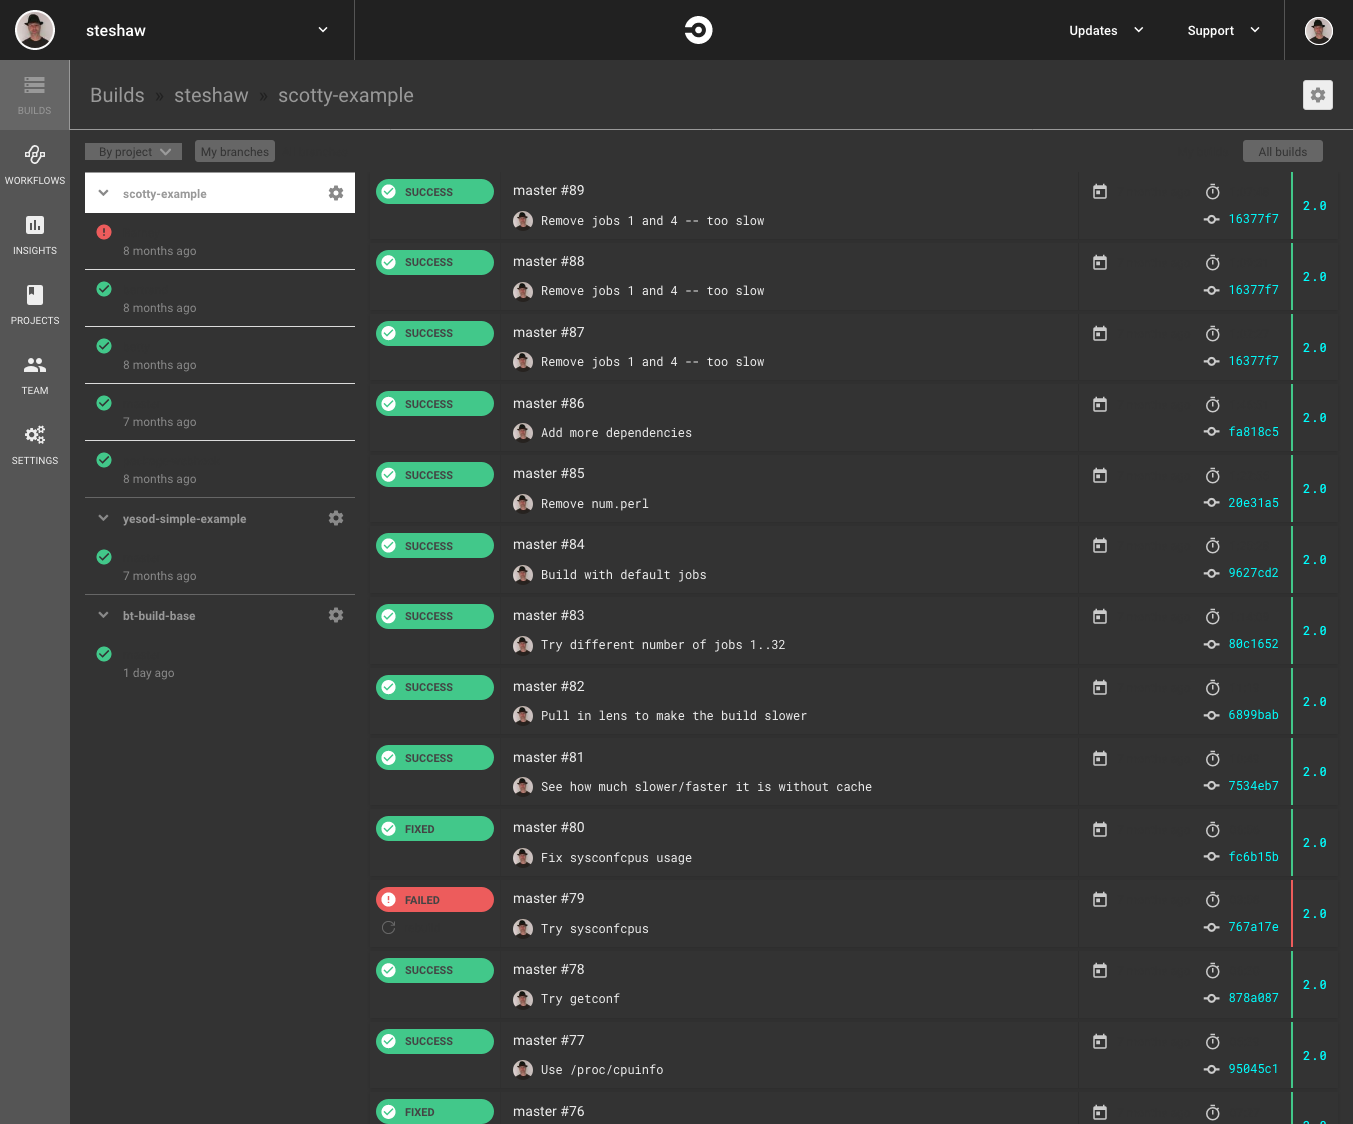 steshaw
Updates
Support
BUILDS
WORKFLOWS
INSIGHTS
PROJECTS
TEAM
SETTINGS
Builds » steshaw » scotty-example
By project
My branches
All builds
scotty-example
8 months ago
8 months ago
8 months ago
7 months ago
8 months ago
yesod-simple-example
7 months ago
bt-build-base
1 day ago
SUCCESS
master #89
Remove jobs 1 and 4 -- too slow
16377f7
2.0
SUCCESS
master #88
Remove jobs 1 and 4 -- too slow
16377f7
2.0
SUCCESS
master #87
Remove jobs 1 and 4 -- too slow
16377f7
2.0
SUCCESS
master #86
Add more dependencies
fa818c5
2.0
SUCCESS
master #85
Remove num.perl
20e31a5
2.0
SUCCESS
master #84
Build with default jobs
9627cd2
2.0
SUCCESS
master #83
Try different number of jobs 1..32
80c1652
2.0
SUCCESS
master #82
Pull in lens to make the build slower
6899bab
2.0
SUCCESS
master #81
See how much slower/faster it is without cache
7534eb7
2.0
FIXED
master #80
Fix sysconfcpus usage
fc6b15b
2.0
FAILED
master #79
Try sysconfcpus
767a17e
2.0
SUCCESS
master #78
Try getconf
878a087
2.0
SUCCESS
master #77
Use /proc/cpuinfo
95045c1
2.0
FIXED
master #76